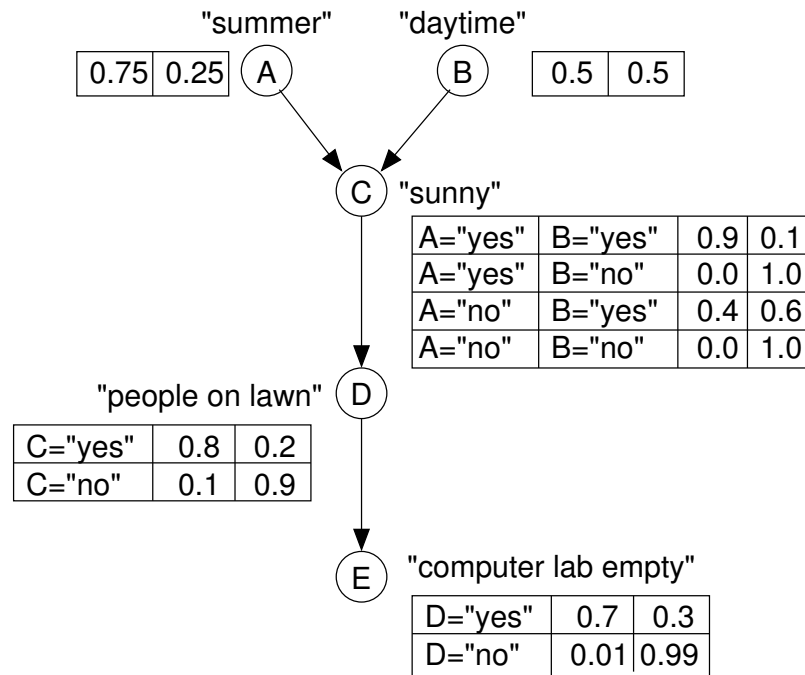 "summer" "daytime"
0.75 0.25 A B 0.5 0.5
C "sunny"
A="yes" B="yes" 0.9 0.1
A="yes" B="no" 0.0 1.0
A="no" B="yes" 0.4 0.6
A="no" B="no" 0.0 1.0
"people on lawn" D
C="yes" 0.8 0.2
C="no" 0.1 0.9
E "computer lab empty"
D="yes" 0.7 0.3
D="no" 0.01 0.99